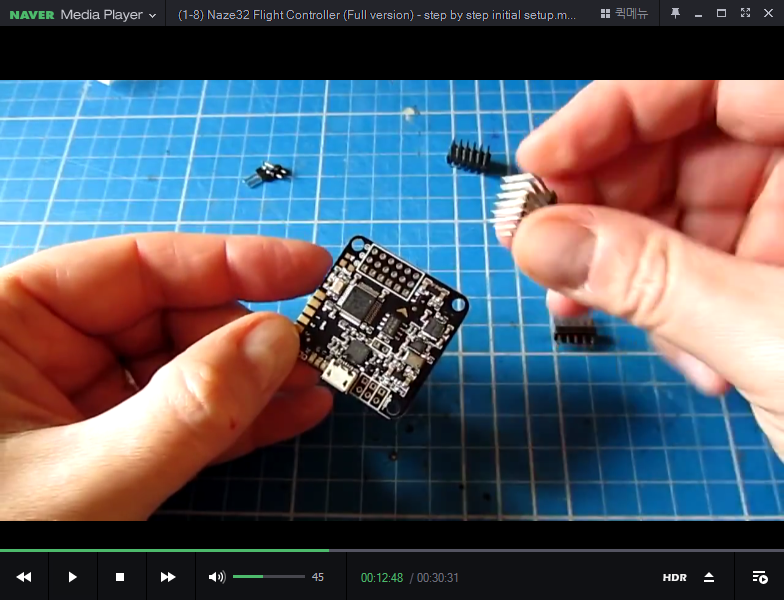 NAVER Media Player (1-8) Naze32 Flight Controller (Full version) - step by step initial setup.m... 퀵메뉴
45 00:12:48 / 00:30:31 HDR